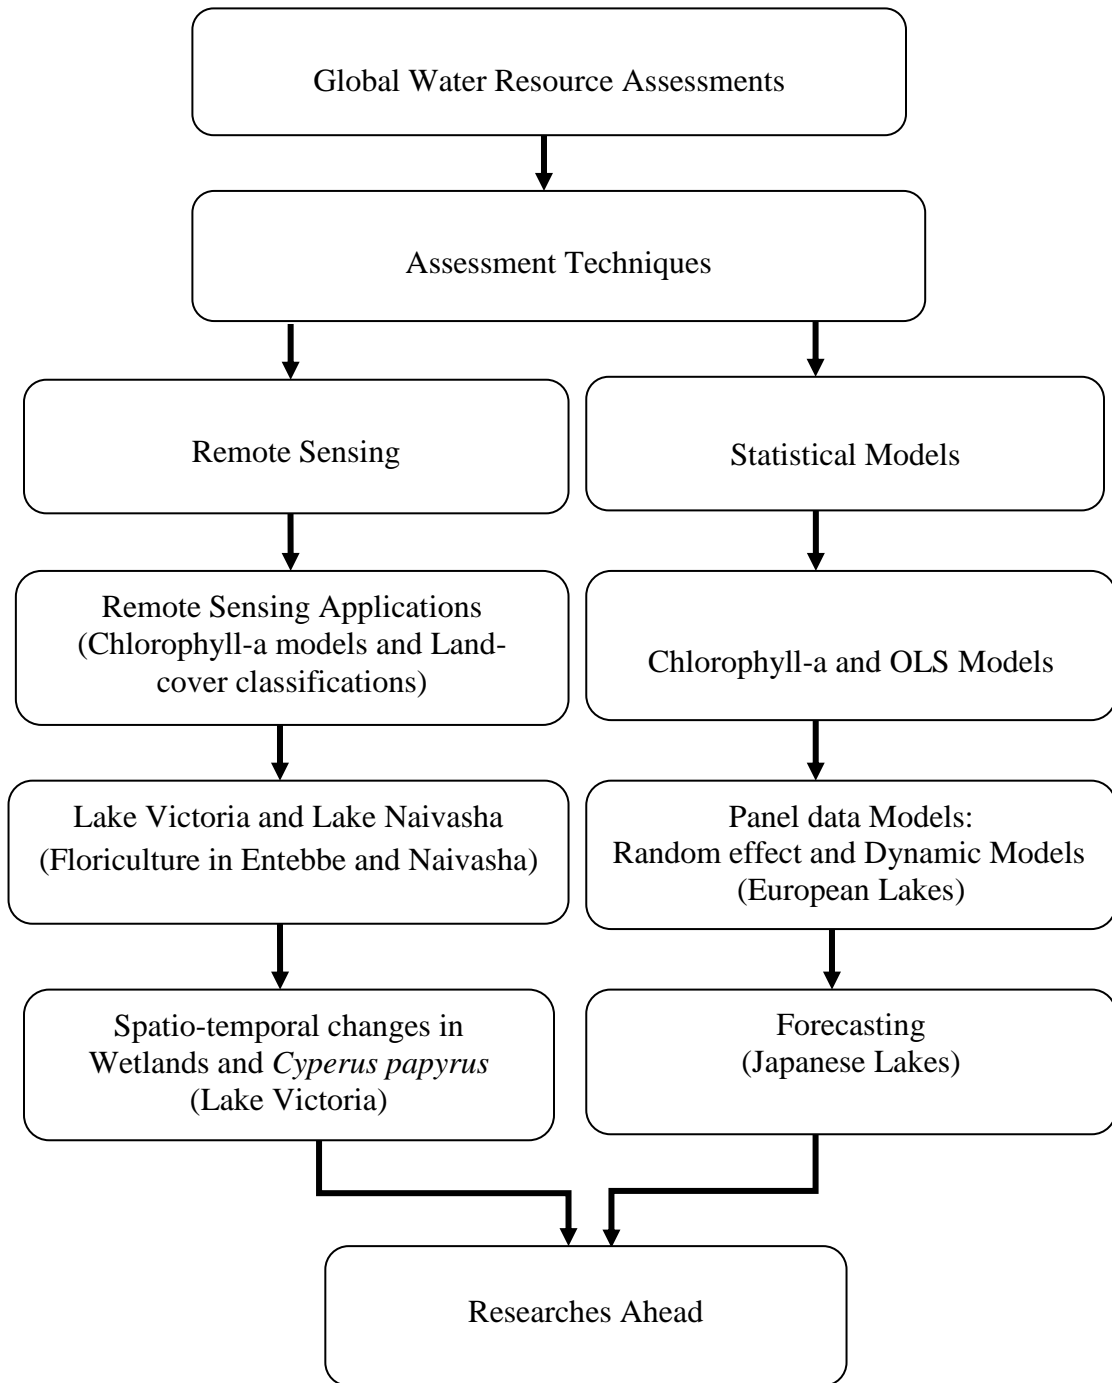 Global Water Resource Assessments
Assessment Techniques
Remote Sensing
Statistical Models
Remote Sensing Applications
(Chlorophyll-a models and Land-
cover classifications)
Chlorophyll-a and OLS Models
Lake Victoria and Lake Naivasha
(Floriculture in Entebbe and Naivasha)
Panel data Models:
Random effect and Dynamic Models
(European Lakes)
Spatio-temporal changes in
Wetlands and Cyperus papyrus
(Lake Victoria)
Forecasting
(Japanese Lakes)
Researches Ahead